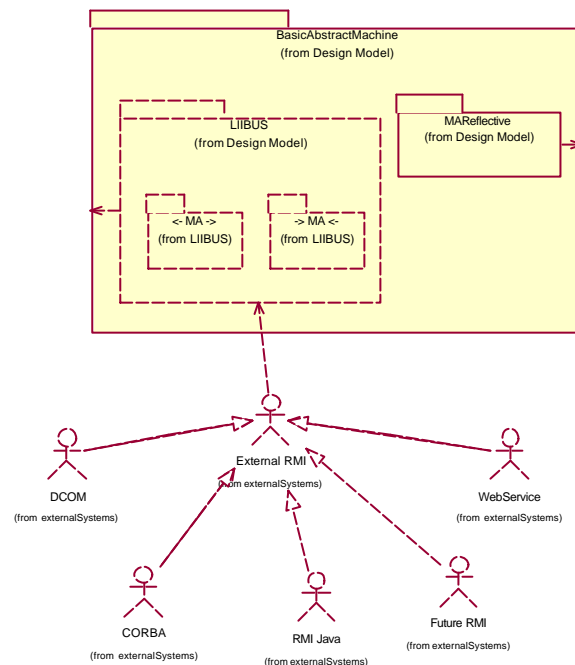 BasicAbstractMachine
(from Design Model)
LIIBUS
(from Design Model)
MAReflective
(from Design Model)
<- MA ->
(from LIIBUS)
-> MA <-
(from LIIBUS)
External RMI
(from externalSystems)
DCOM
(from externalSystems)
WebService
(from externalSystems)
CORBA
(from externalSystems)
RMI Java
(from externalSystems)
Future RMI
(from externalSystems)